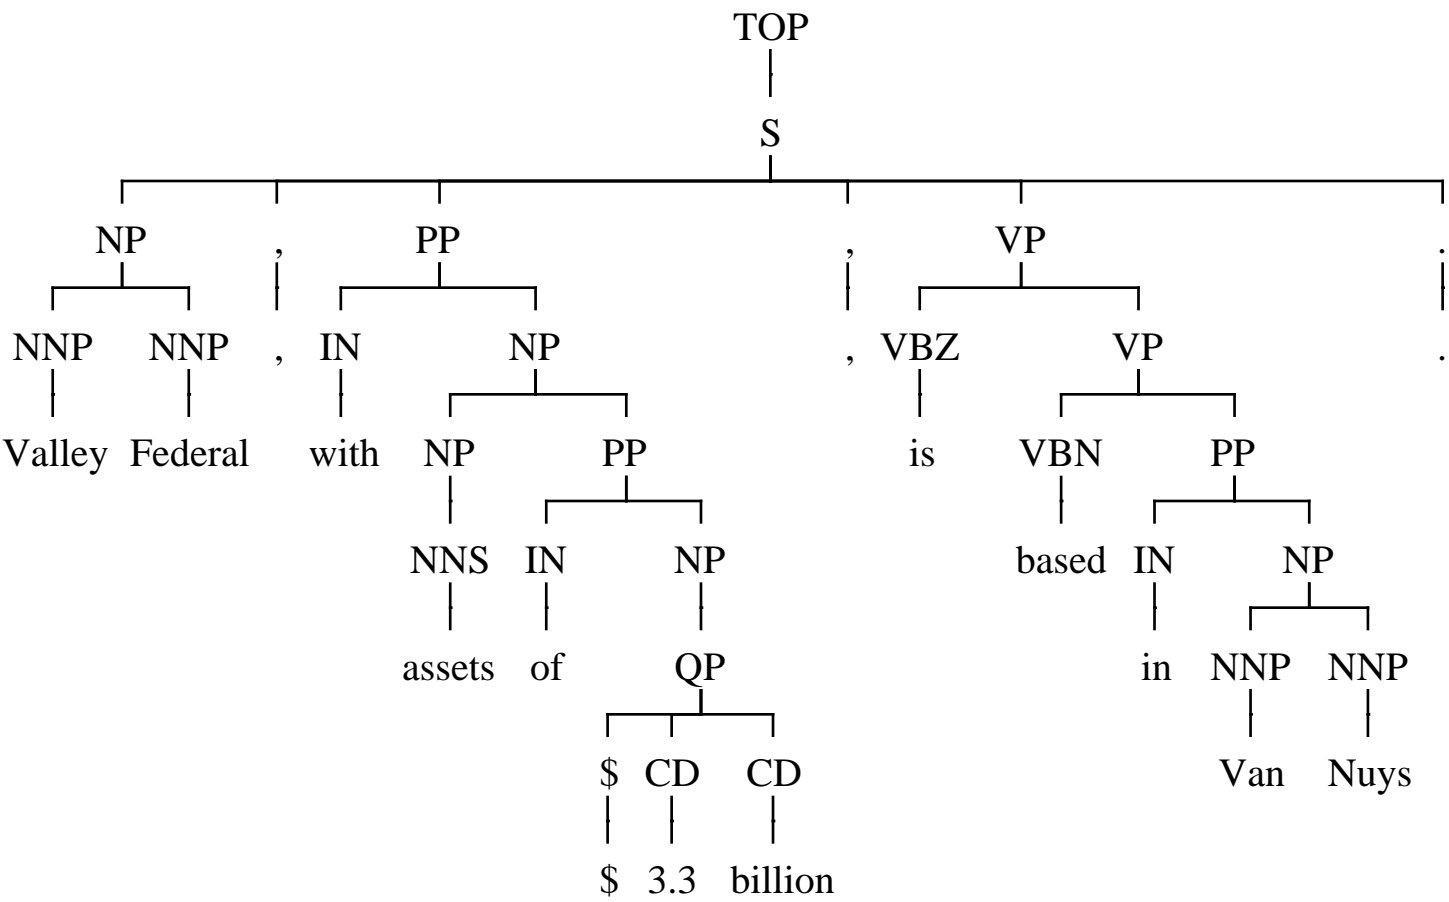 TOP
S
NP , PP , VP .
NNP NNP , IN NP , VBZ VP .
Valley Federal with NP PP is VBN PP
NNS IN NP based IN NP
assets of QP in NNP NNP
$ CD CD Van Nuys
$ 3.3 billion